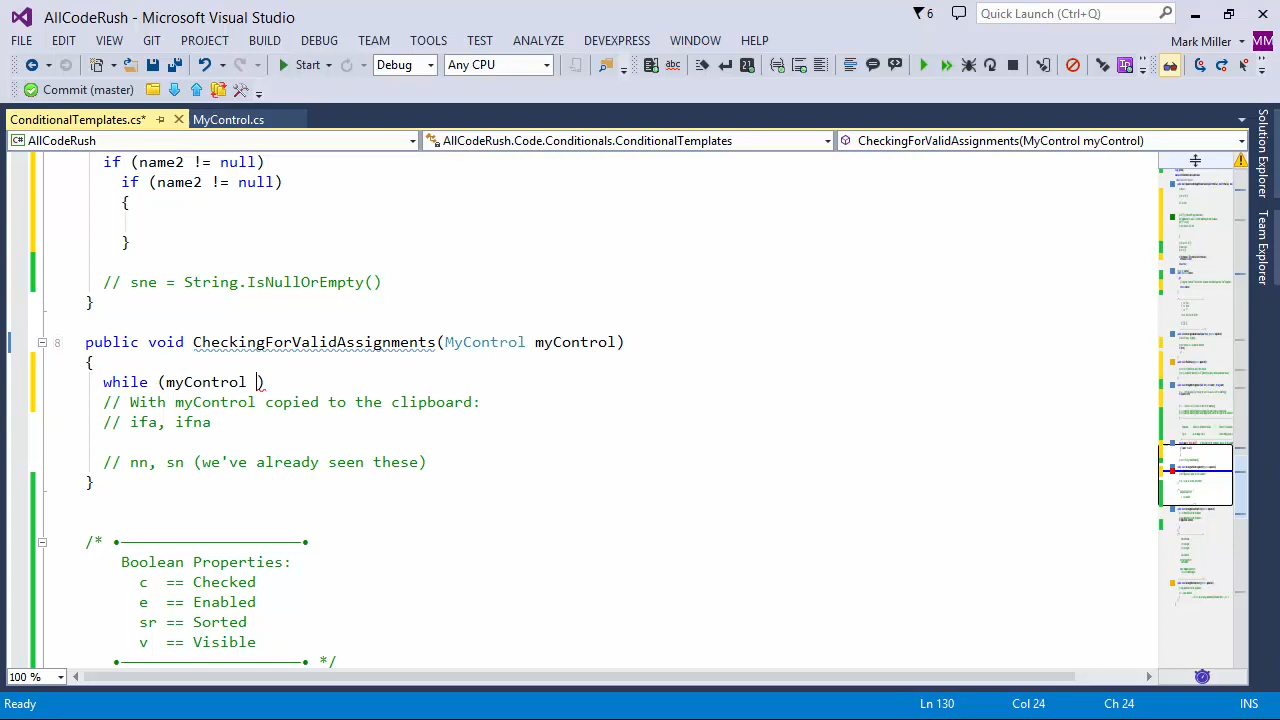 AllCodeRush - Microsoft Visual Studio
6
Quick Launch (Ctrl+Q)
FILE EDIT VIEW GIT PROJECT BUILD DEBUG TEAM TOOLS TEST ANALYZE DEVEXPRESS WINDOW HELP
Mark Miller
MM
Start
Debug
Any CPU
abc
Commit (master)
ConditionalTemplates.cs*
MyControl.cs
AllCodeRush
AllCodeRush.Code.Conditionals.ConditionalTemplates
CheckingForValidAssignments(MyControl myControl)
if (name2 != null)
if (name2 != null)
{
}
// sne = String.IsNullOrEmpty()
}
public void CheckingForValidAssignments(MyControl myControl)
{
while (myControl )
// With myControl copied to the clipboard:
// ifa, ifna
// nn, sn (we've already seen these)
}
/*
Boolean Properties:
c == Checked
e == Enabled
sr == Sorted
v == Visible
*/
Solution Explorer
Team Explorer
100 %
Ready
Ln 130
Col 24
Ch 24
INS